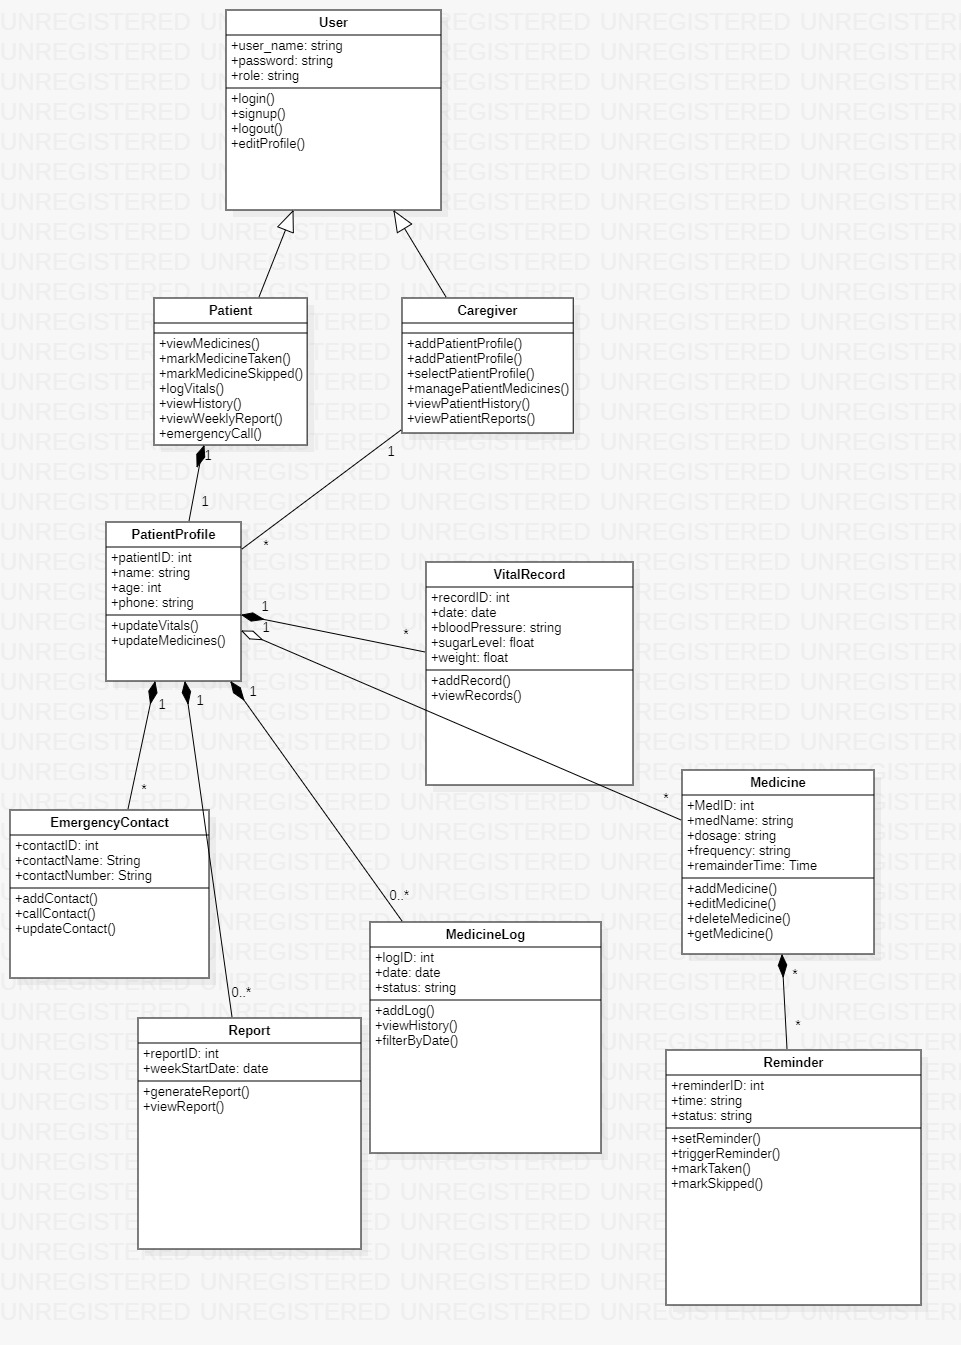 User
+user_name: string
+password: string
+role: string
+login()
+signup()
+logout()
+editProfile()
Patient
+viewMedicines()
+markMedicineTaken()
+markMedicineSkipped()
+logVitals()
+viewHistory()
+viewWeeklyReport()
+emergencyCall()
Caregiver
+addPatientProfile()
+addPatientProfile()
+selectPatientProfile()
+managePatientMedicines()
+viewPatientHistory()
+viewPatientReports()
1
1
1
*
PatientProfile
+patientID: int
+name: string
+age: int
+phone: string
+updateVitals()
+updateMedicines()
1
*
1
*
VitalRecord
+recordID: int
+date: date
+bloodPressure: string
+sugarLevel: float
+weight: float
+addRecord()
+viewRecords()
1
*
1
0..*
1
0..*
Medicine
+MedID: int
+medName: string
+dosage: string
+frequency: string
+remainderTime: Time
+addMedicine()
+editMedicine()
+deleteMedicine()
+getMedicine()
EmergencyContact
+contactID: int
+contactName: String
+contactNumber: String
+addContact()
+callContact()
+updateContact()
MedicineLog
+logID: int
+date: date
+status: string
+addLog()
+viewHistory()
+filterByDate()
*
*
Report
+reportID: int
+weekStartDate: date
+generateReport()
+viewReport()
Reminder
+reminderID: int
+time: string
+status: string
+setReminder()
+triggerReminder()
+markTaken()
+markSkipped()
UNREGISTERED